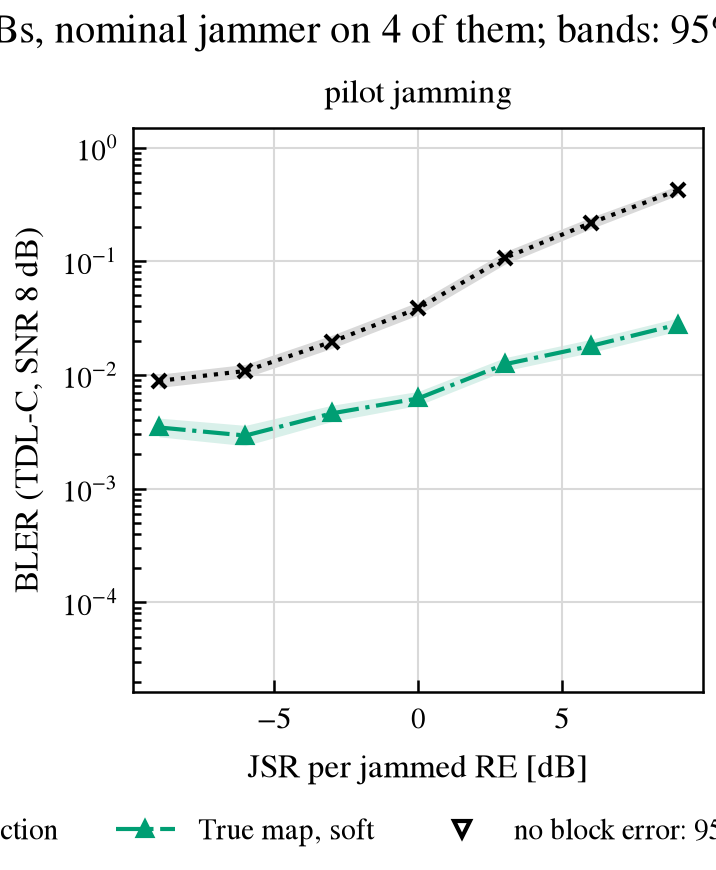 Bs, nominal jammer on 4 of them; bands: 95%
pilot jamming
10⁰
10⁻¹
10⁻²
10⁻³
10⁻⁴
BLER (TDL-C, SNR 8 dB)
−5 0 5
JSR per jammed RE [dB]
ction True map, soft no block error: 95